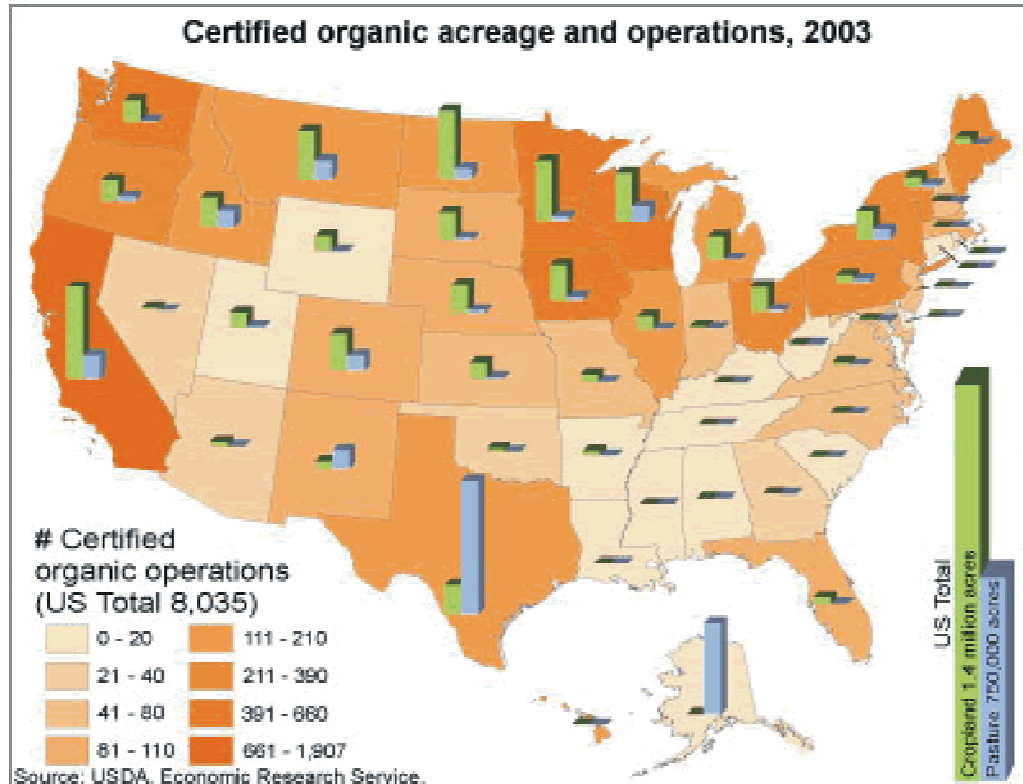 Certified organic acreage and operations, 2003
# Certified
organic operations
(US Total 8,035)
0 - 20
21 - 40
41 - 80
81 - 110
111 - 210
211 - 390
391 - 660
661 - 1,907
US Total
Cropland 1.4 million acres
Pasture 750,000 acres
Source: USDA, Economic Research Service.